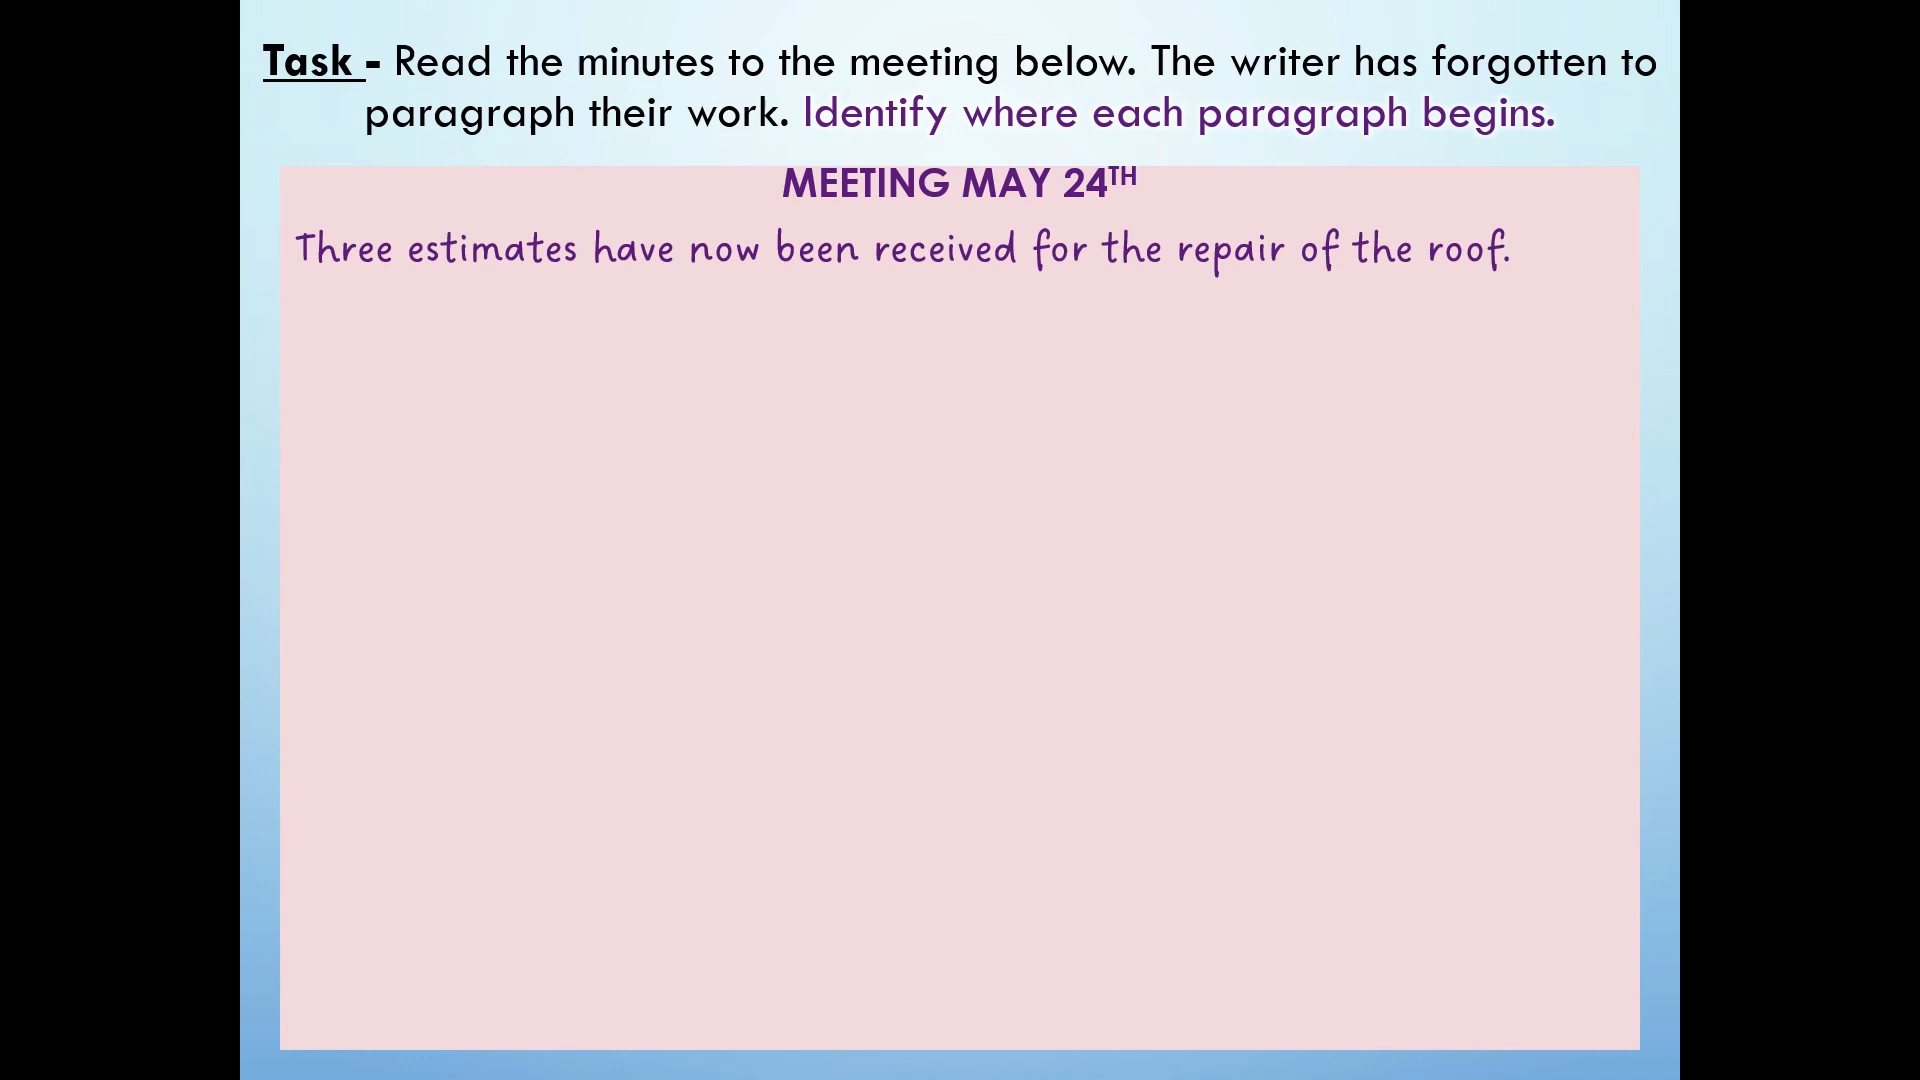 Task - Read the minutes to the meeting below. The writer has forgotten to
paragraph their work. Identify where each paragraph begins.
MEETING MAY 24TH
Three estimates have now been received for the repair of the roof.